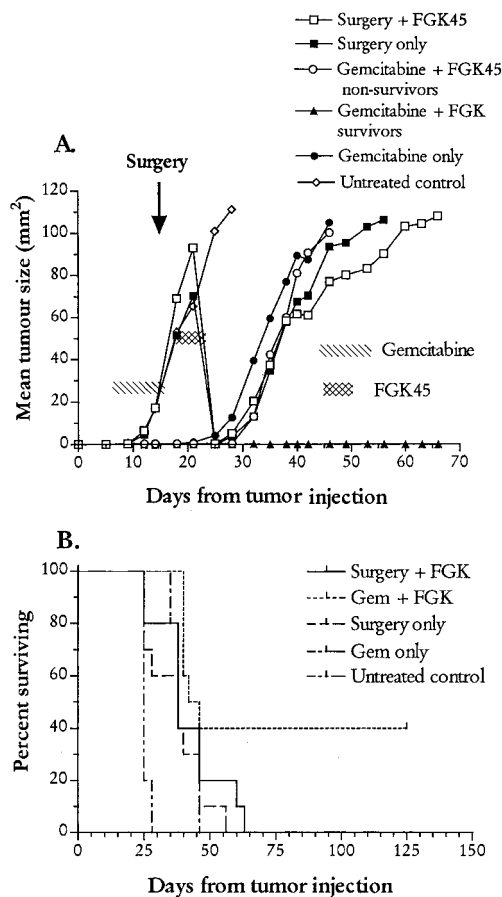 Surgery + FGK45
Surgery only
Gemcitabine + FGK45
non-survivors
Gemcitabine + FGK
survivors
Gemcitabine only
Untreated control
A.
Surgery
Mean tumour size (mm²)
120
100
80
60
40
20
0
Gemcitabine
FGK45
0 10 20 30 40 50 60 70
Days from tumor injection
B.
Surgery + FGK
Gem + FGK
Surgery only
Gem only
Untreated control
Percent surviving
100
80
60
40
20
0
0 25 50 75 100 125 150
Days from tumor injection